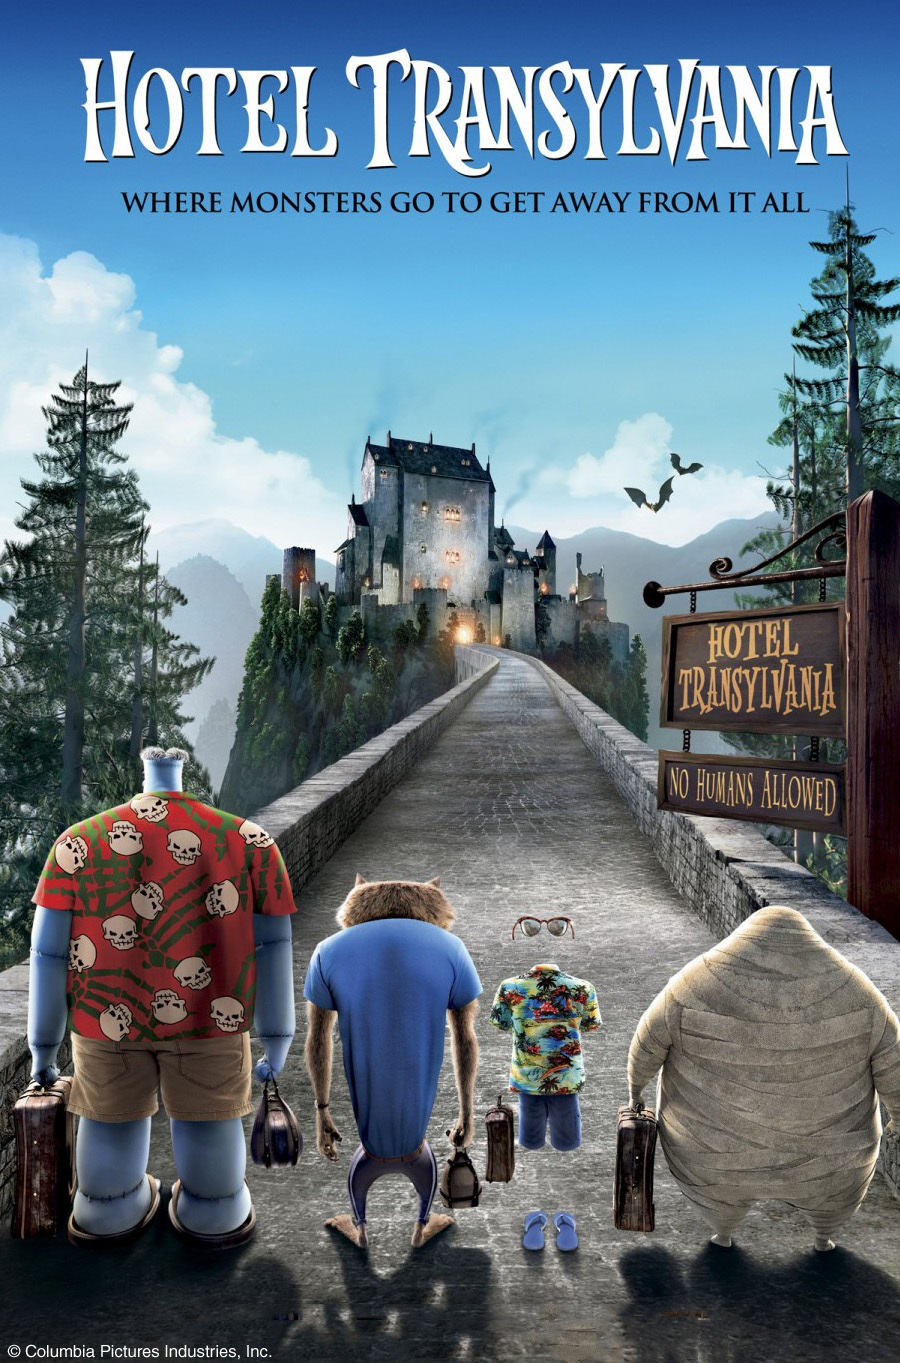 HOTEL TRANSYLVANIA
WHERE MONSTERS GO TO GET AWAY FROM IT ALL
HOTEL
TRANSYLVANIA
NO HUMANS ALLOWED
© Columbia Pictures Industries, Inc.